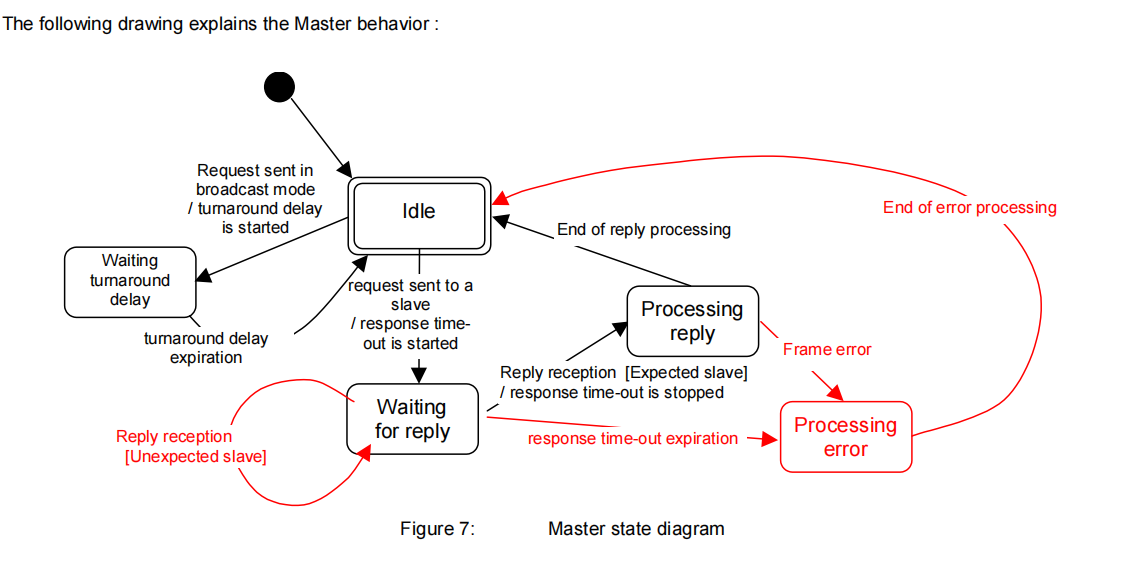 The following drawing explains the Master behavior :
Request sent in
broadcast mode
/ turnaround delay
is started
Idle
End of error processing
End of reply processing
Waiting
turnaround
delay
request sent to a
slave
/ response time-
out is started
Processing
reply
turnaround delay
expiration
Frame error
Reply reception [Expected slave]
/ response time-out is stopped
Waiting
for reply
Reply reception
[Unexpected slave]
response time-out expiration
Processing
error
Figure 7: Master state diagram